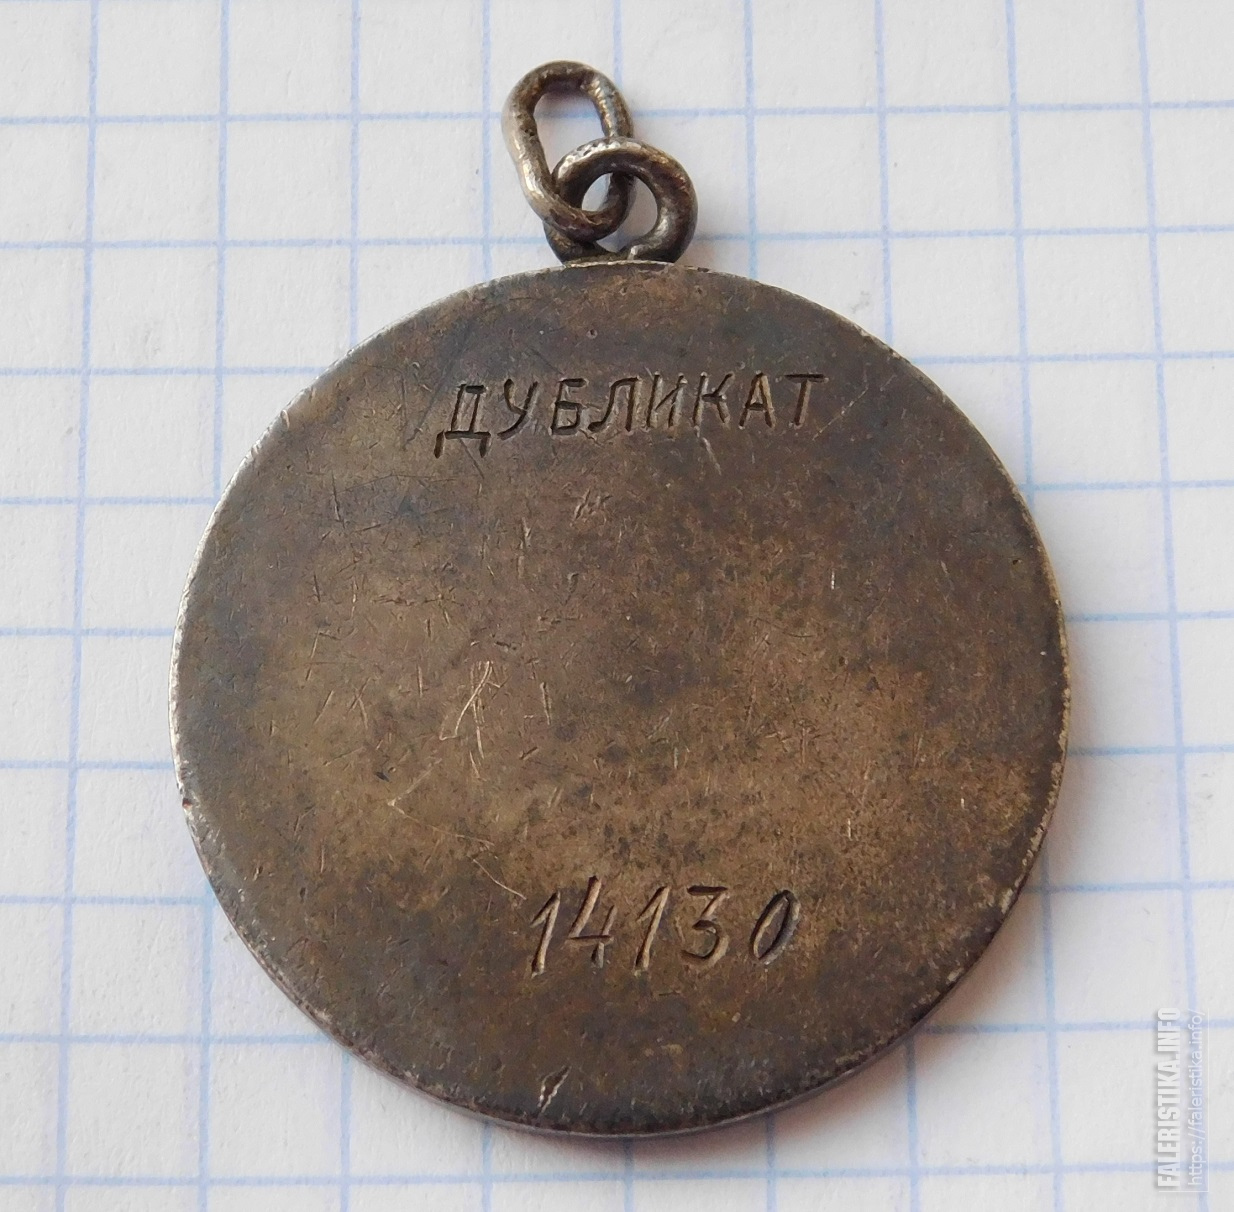 ДУБЛИКАТ
14130
FALERISTIKA.INFO
https://faleristika.info/